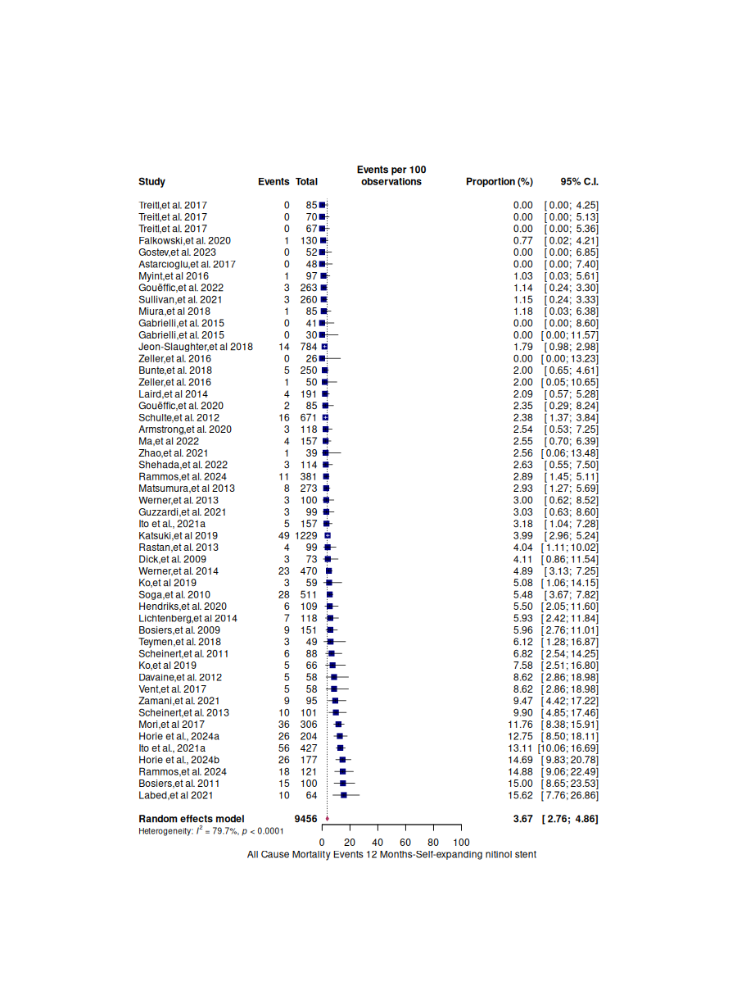 Events per 100
Study Events Total observations Proportion (%) 95% C.I.
Treitl,et al. 2017 0 85 0.00 [ 0.00; 4.25]
Treitl,et al. 2017 0 70 0.00 [ 0.00; 5.13]
Treitl,et al. 2017 0 67 0.00 [ 0.00; 5.36]
Falkowski,et al. 2020 1 130 0.77 [ 0.02; 4.21]
Gostev,et al. 2023 0 52 0.00 [ 0.00; 6.85]
Astarcıoglu,et al. 2017 0 48 0.00 [ 0.00; 7.40]
Myint,et al 2016 1 97 1.03 [ 0.03; 5.61]
Gouëffic,et al. 2022 3 263 1.14 [ 0.24; 3.30]
Sullivan,et al. 2021 3 260 1.15 [ 0.24; 3.33]
Miura,et al 2018 1 85 1.18 [ 0.03; 6.38]
Gabrielli,et al. 2015 0 41 0.00 [ 0.00; 8.60]
Gabrielli,et al. 2015 0 30 0.00 [ 0.00; 11.57]
Jeon-Slaughter,et al 2018 14 784 1.79 [ 0.98; 2.98]
Zeller,et al. 2016 0 26 0.00 [ 0.00; 13.23]
Bunte,et al. 2018 5 250 2.00 [ 0.65; 4.61]
Zeller,et al. 2016 1 50 2.00 [ 0.05; 10.65]
Laird,et al 2014 4 191 2.09 [ 0.57; 5.28]
Gouëffic,et al. 2020 2 85 2.35 [ 0.29; 8.24]
Schulte,et al. 2012 16 671 2.38 [ 1.37; 3.84]
Armstrong,et al. 2020 3 118 2.54 [ 0.53; 7.25]
Ma,et al 2022 4 157 2.55 [ 0.70; 6.39]
Zhao,et al. 2021 1 39 2.56 [ 0.06; 13.48]
Shehada,et al. 2022 3 114 2.63 [ 0.55; 7.50]
Rammos,et al. 2024 11 381 2.89 [ 1.45; 5.11]
Matsumura,et al 2013 8 273 2.93 [ 1.27; 5.69]
Werner,et al. 2013 3 100 3.00 [ 0.62; 8.52]
Guzzardi,et al. 2021 3 99 3.03 [ 0.63; 8.60]
Ito et al., 2021a 5 157 3.18 [ 1.04; 7.28]
Katsuki,et al 2019 49 1229 3.99 [ 2.96; 5.24]
Rastan,et al. 2013 4 99 4.04 [ 1.11; 10.02]
Dick,et al. 2009 3 73 4.11 [ 0.86; 11.54]
Werner,et al. 2014 23 470 4.89 [ 3.13; 7.25]
Ko,et al 2019 3 59 5.08 [ 1.06; 14.15]
Soga,et al. 2010 28 511 5.48 [ 3.67; 7.82]
Hendriks,et al. 2020 6 109 5.50 [ 2.05; 11.60]
Lichtenberg,et al 2014 7 118 5.93 [ 2.42; 11.84]
Bosiers,et al. 2009 9 151 5.96 [ 2.76; 11.01]
Teymen,et al. 2018 3 49 6.12 [ 1.28; 16.87]
Scheinert,et al. 2011 6 88 6.82 [ 2.54; 14.25]
Ko,et al 2019 5 66 7.58 [ 2.51; 16.80]
Davaine,et al. 2012 5 58 8.62 [ 2.86; 18.98]
Vent,et al. 2017 5 58 8.62 [ 2.86; 18.98]
Zamani,et al. 2021 9 95 9.47 [ 4.42; 17.22]
Scheinert,et al. 2013 10 101 9.90 [ 4.85; 17.46]
Mori,et al 2017 36 306 11.76 [ 8.38; 15.91]
Horie et al., 2024a 26 204 12.75 [ 8.50; 18.11]
Ito et al., 2021a 56 427 13.11 [10.06; 16.69]
Horie et al., 2024b 26 177 14.69 [ 9.83; 20.78]
Rammos,et al. 2024 18 121 14.88 [ 9.06; 22.49]
Bosiers,et al. 2011 15 100 15.00 [ 8.65; 23.53]
Labed,et al 2021 10 64 15.62 [ 7.76; 26.86]
Random effects model 9456 3.67 [ 2.76; 4.86]
Heterogeneity: I² = 79.7%, p < 0.0001
0 20 40 60 80 100
All Cause Mortality Events 12 Months-Self-expanding nitinol stent